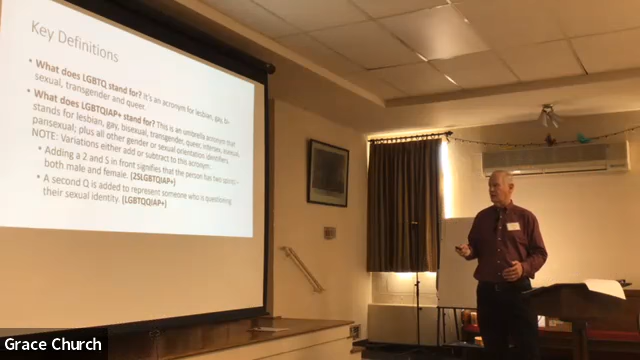 Key Definitions
• What does LGBTQ stand for? It's an acronym for lesbian, gay, bi-
sexual, transgender and queer.
• What does LGBTQIAP+ stand for? This is an umbrella acronym that
stands for lesbian, gay, bisexual, transgender, queer, intersex, asexual,
pansexual; plus all other gender or sexual orientation identifiers.
NOTE: Variations either add or subtract to this acronym.
• Adding a 2 and S in front signifies that the person has two spirits –
both male and female. (2SLGBTQIAP+)
• A second Q is added to represent someone who is questioning
their sexual identity. (LGBTQQIAP+)
Grace Church